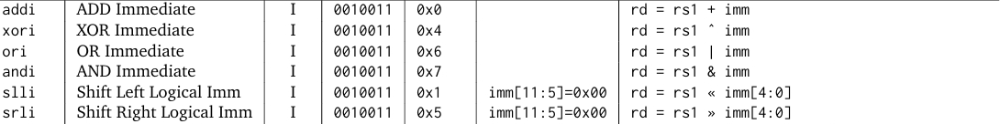 addi ADD Immediate I 0010011 0x0 rd = rs1 + imm
xori XOR Immediate I 0010011 0x4 rd = rs1 ˆ imm
ori OR Immediate I 0010011 0x6 rd = rs1 | imm
andi AND Immediate I 0010011 0x7 rd = rs1 & imm
slli Shift Left Logical Imm I 0010011 0x1 imm[11:5]=0x00 rd = rs1 « imm[4:0]
srli Shift Right Logical Imm I 0010011 0x5 imm[11:5]=0x00 rd = rs1 » imm[4:0]